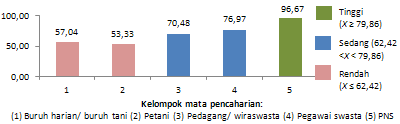 100,00
50,00
0,00
57,04
53,33
70,48
76,97
96,67
1
2
3
4
5
Kelompok mata pencaharian:
(1) Buruh harian/ buruh tani (2) Petani (3) Pedagang/ wiraswasta (4) Pegawai swasta (5) PNS
Tinggi
(X ≥ 79,86)
Sedang (62,42
<X < 79,86)
Rendah
(X ≤ 62,42)